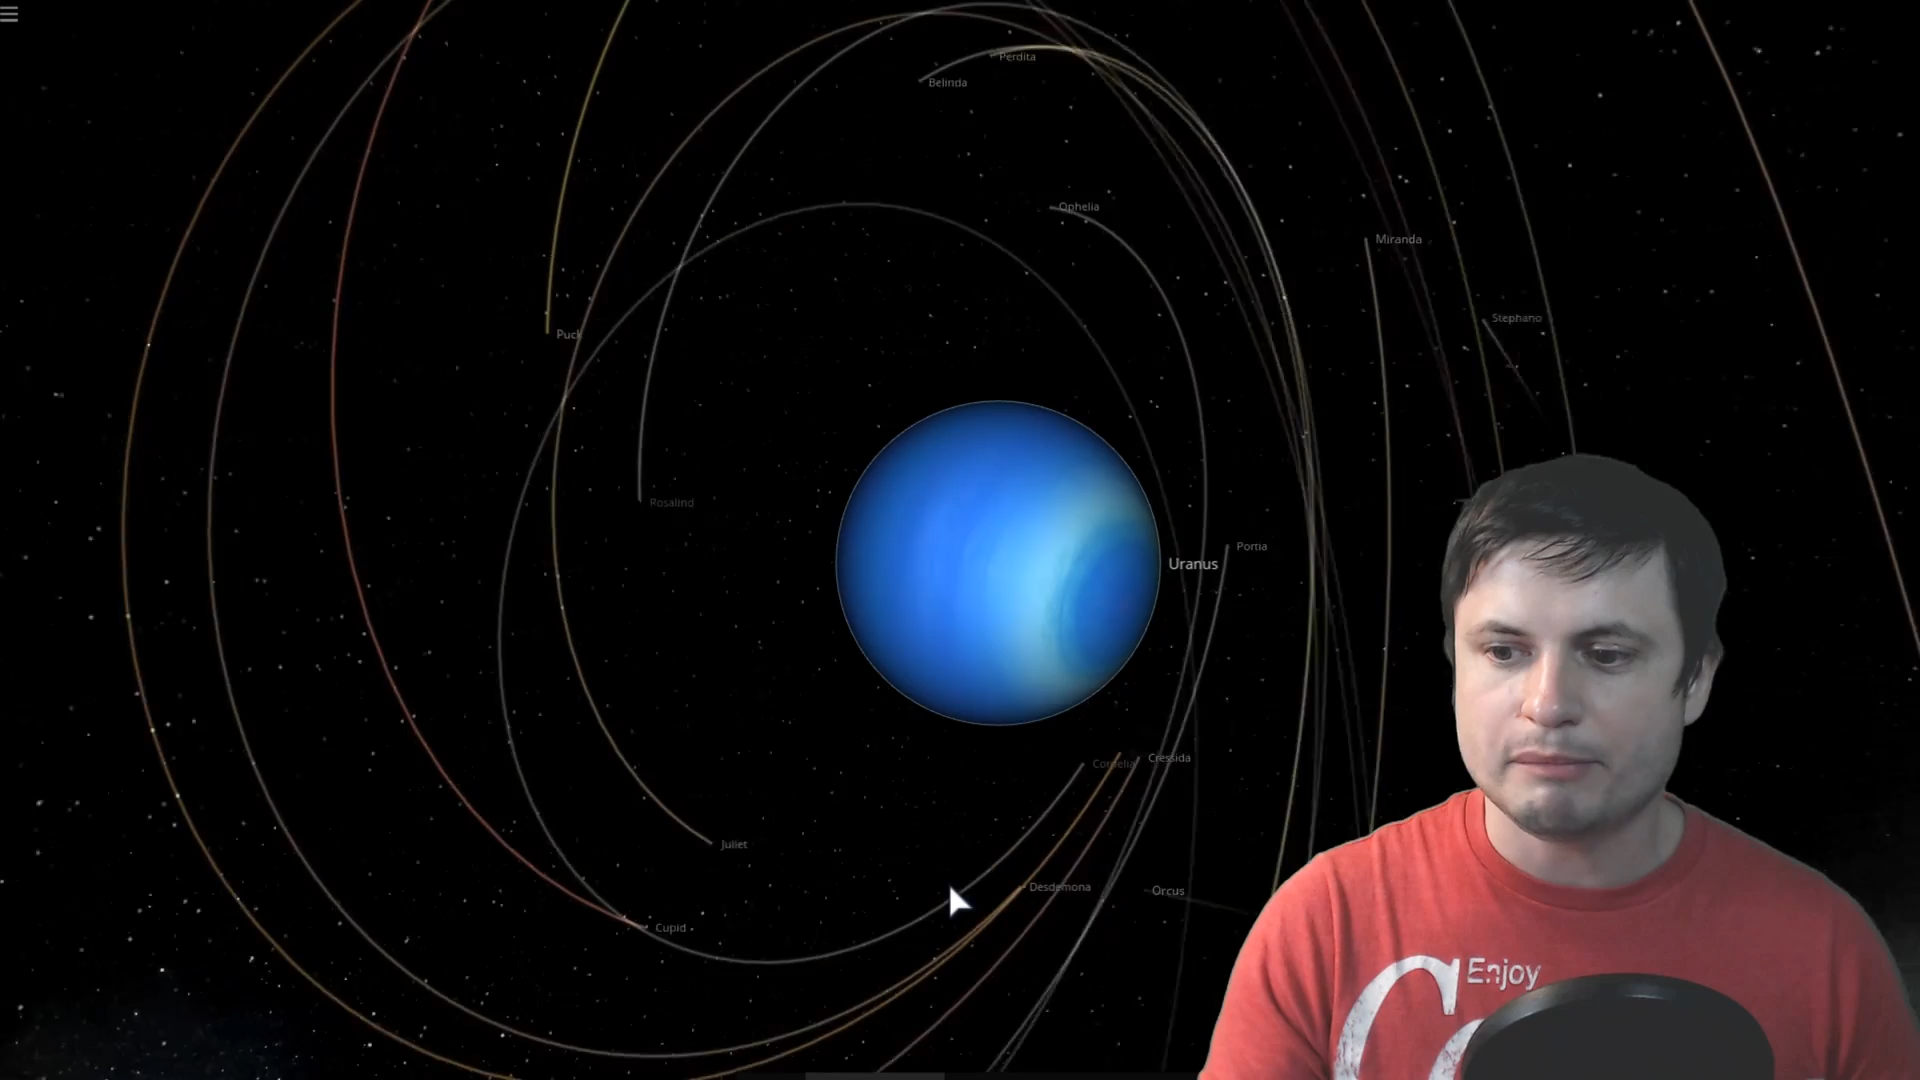 Perdita
Belinda
Ophelia
Miranda
Stephano
Puck
Rosalind
Portia
Uranus
Cressida
Cordelia
Juliet
Desdemona
Orcus
Cupid
Enjoy